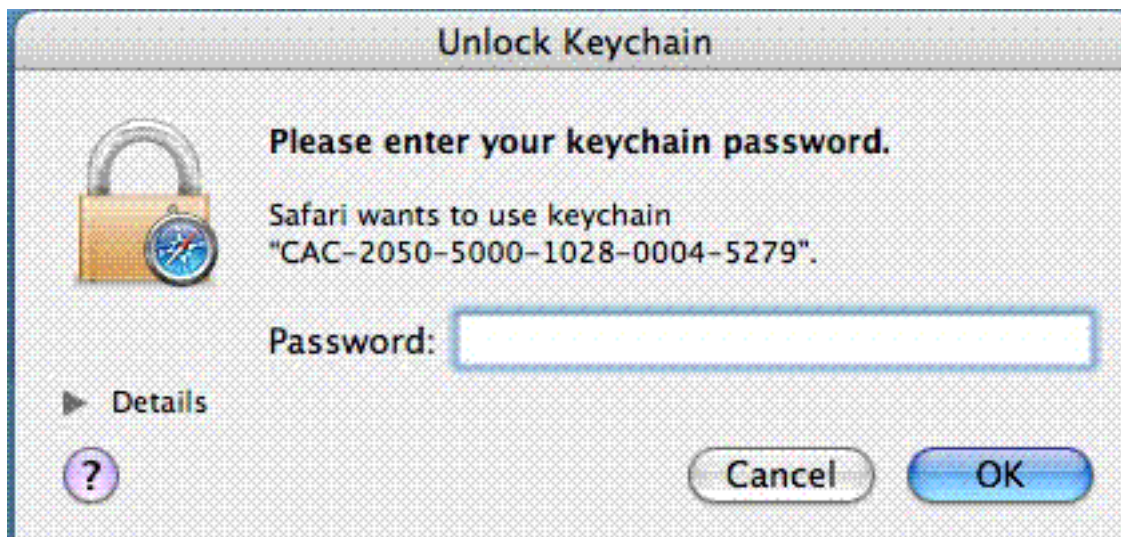 Unlock Keychain
Please enter your keychain password.
Safari wants to use keychain
“CAC-2050-5000-1028-0004-5279”.
Password:
Details
?
Cancel
OK